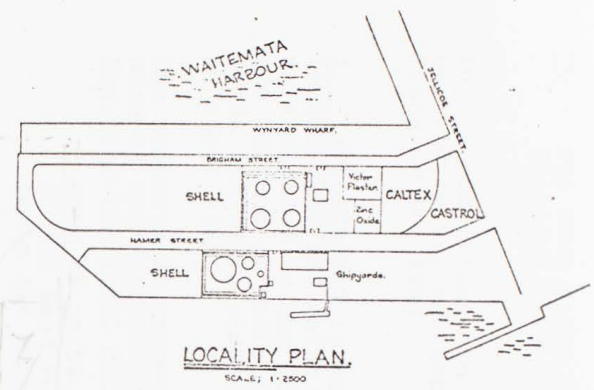 WAITEMATA
HARBOUR.
JELLICOE STREET.
WYNYARD WHARF.
BRIGHAM STREET
SHELL
Victor
Plaster
Zinc
Oxide
CALTEX
CASTROL
HAMER STREET
SHELL
Shipyards.
LOCALITY PLAN.
SCALE; 1:2500